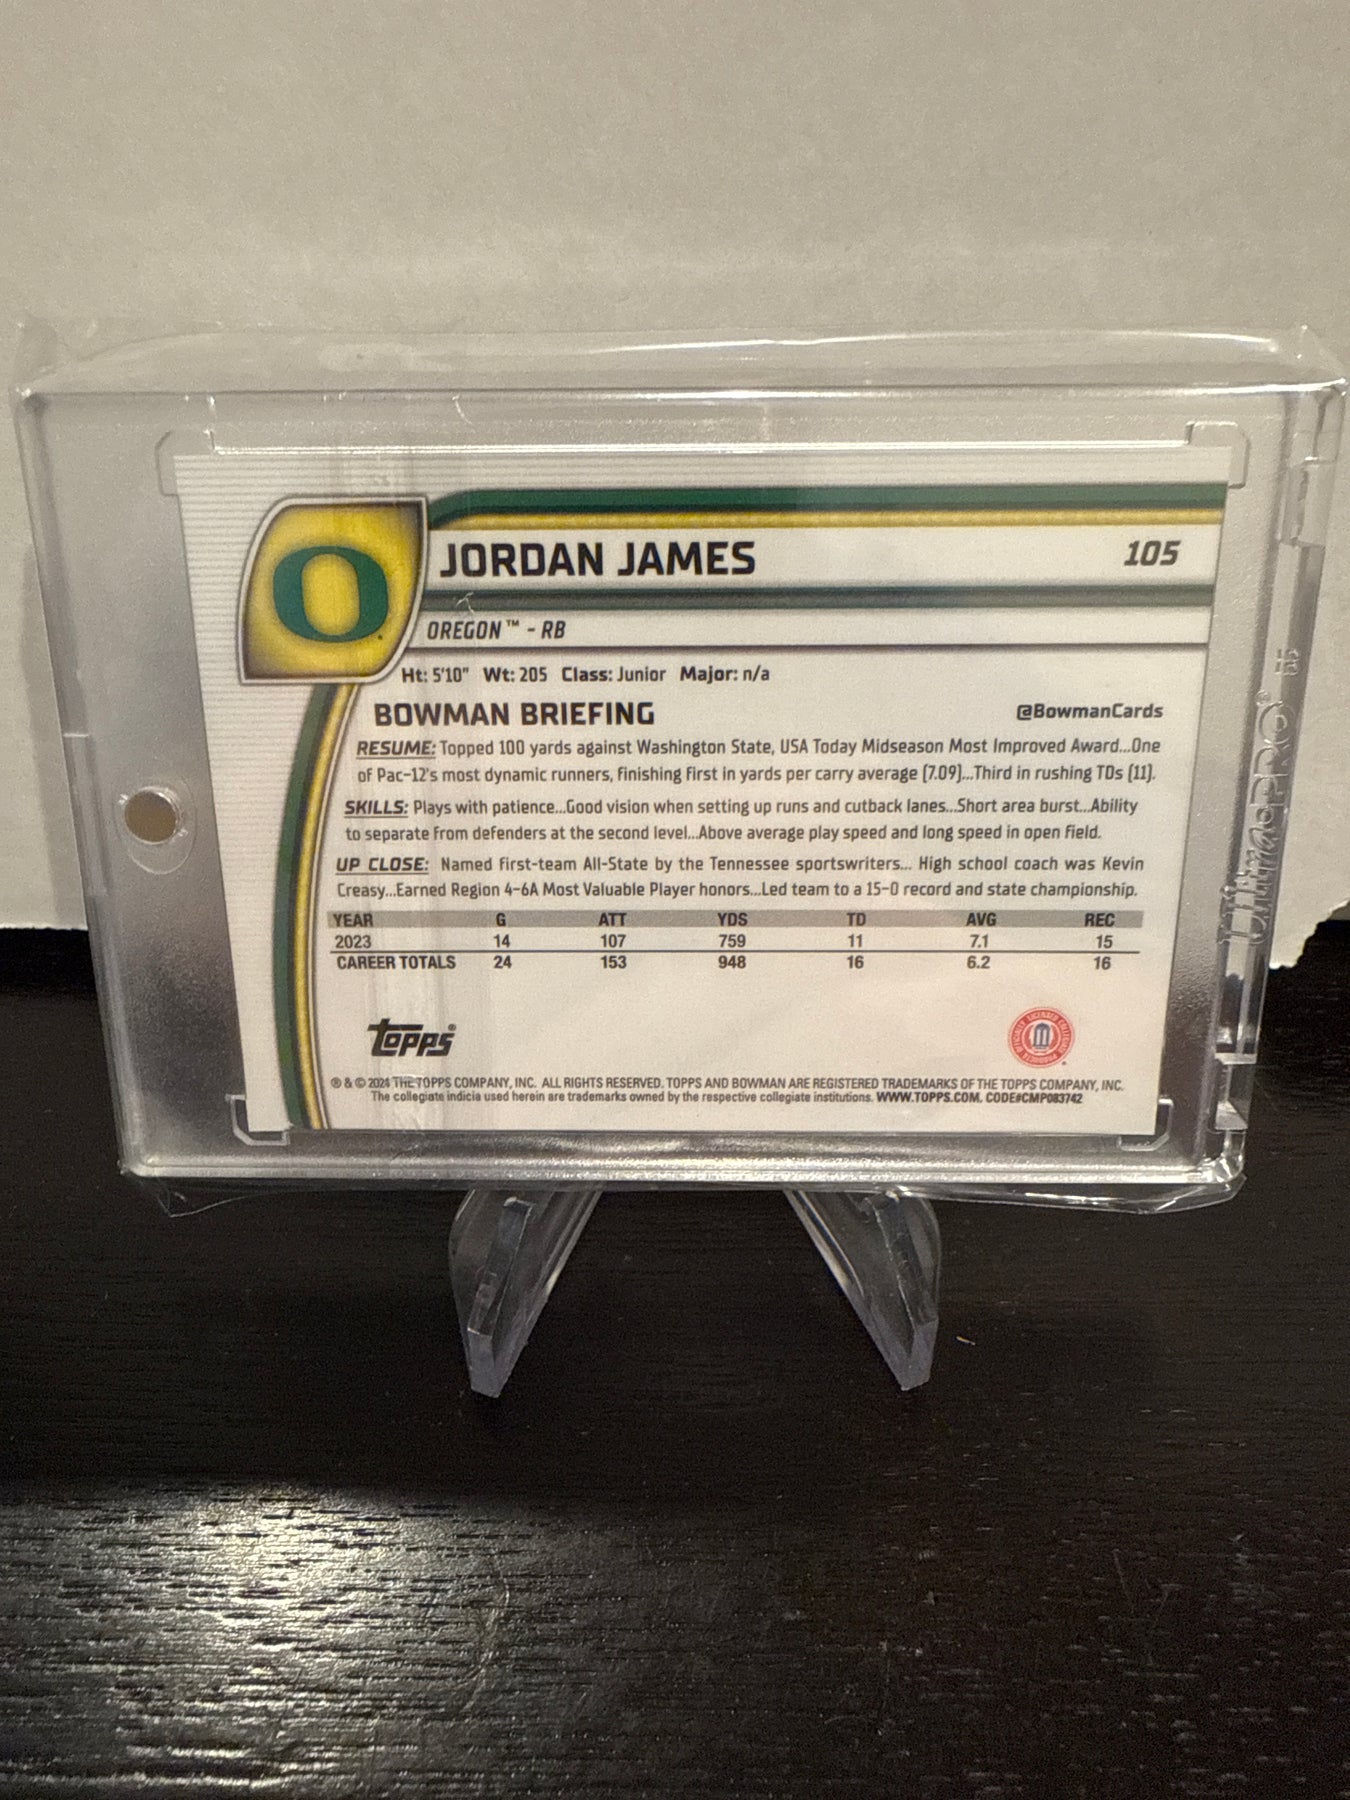 JORDAN JAMES
105
O
OREGON™ - RB
Ht: 5'10" Wt: 205 Class: Junior Major: n/a
BOWMAN BRIEFING
@BowmanCards
RESUME: Topped 100 yards against Washington State, USA Today Midseason Most Improved Award...One
of Pac-12's most dynamic runners, finishing first in yards per carry average (7.09)...Third in rushing TDs (11).
SKILLS: Plays with patience...Good vision when setting up runs and cutback lanes...Short area burst...Ability
to separate from defenders at the second level...Above average play speed and long speed in open field.
UP CLOSE: Named first-team All-State by the Tennessee sportswriters... High school coach was Kevin
Creasy...Earned Region 4-6A Most Valuable Player honors...Led team to a 15-0 record and state championship.
YEAR G ATT YDS TD AVG REC
2023 14 107 759 11 7.1 15
CAREER TOTALS 24 153 948 16 6.2 16
Topps®
OFFICIALLY LICENSED COLLEGIATE PRODUCTS
® & © 2024 THE TOPPS COMPANY, INC. ALL RIGHTS RESERVED. TOPPS AND BOWMAN ARE REGISTERED TRADEMARKS OF THE TOPPS COMPANY, INC.
The collegiate indicia used herein are trademarks owned by the respective collegiate institutions. WWW.TOPPS.COM. CODE#CMP083742
UltraPRO®